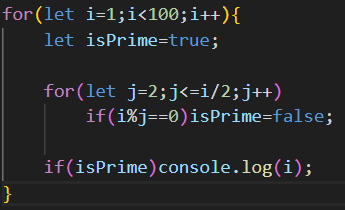 for(let i=1;i<100;i++){
    let isPrime=true;

    for(let j=2;j<=i/2;j++)
        if(i%j==0)isPrime=false;

    if(isPrime)console.log(i);
}